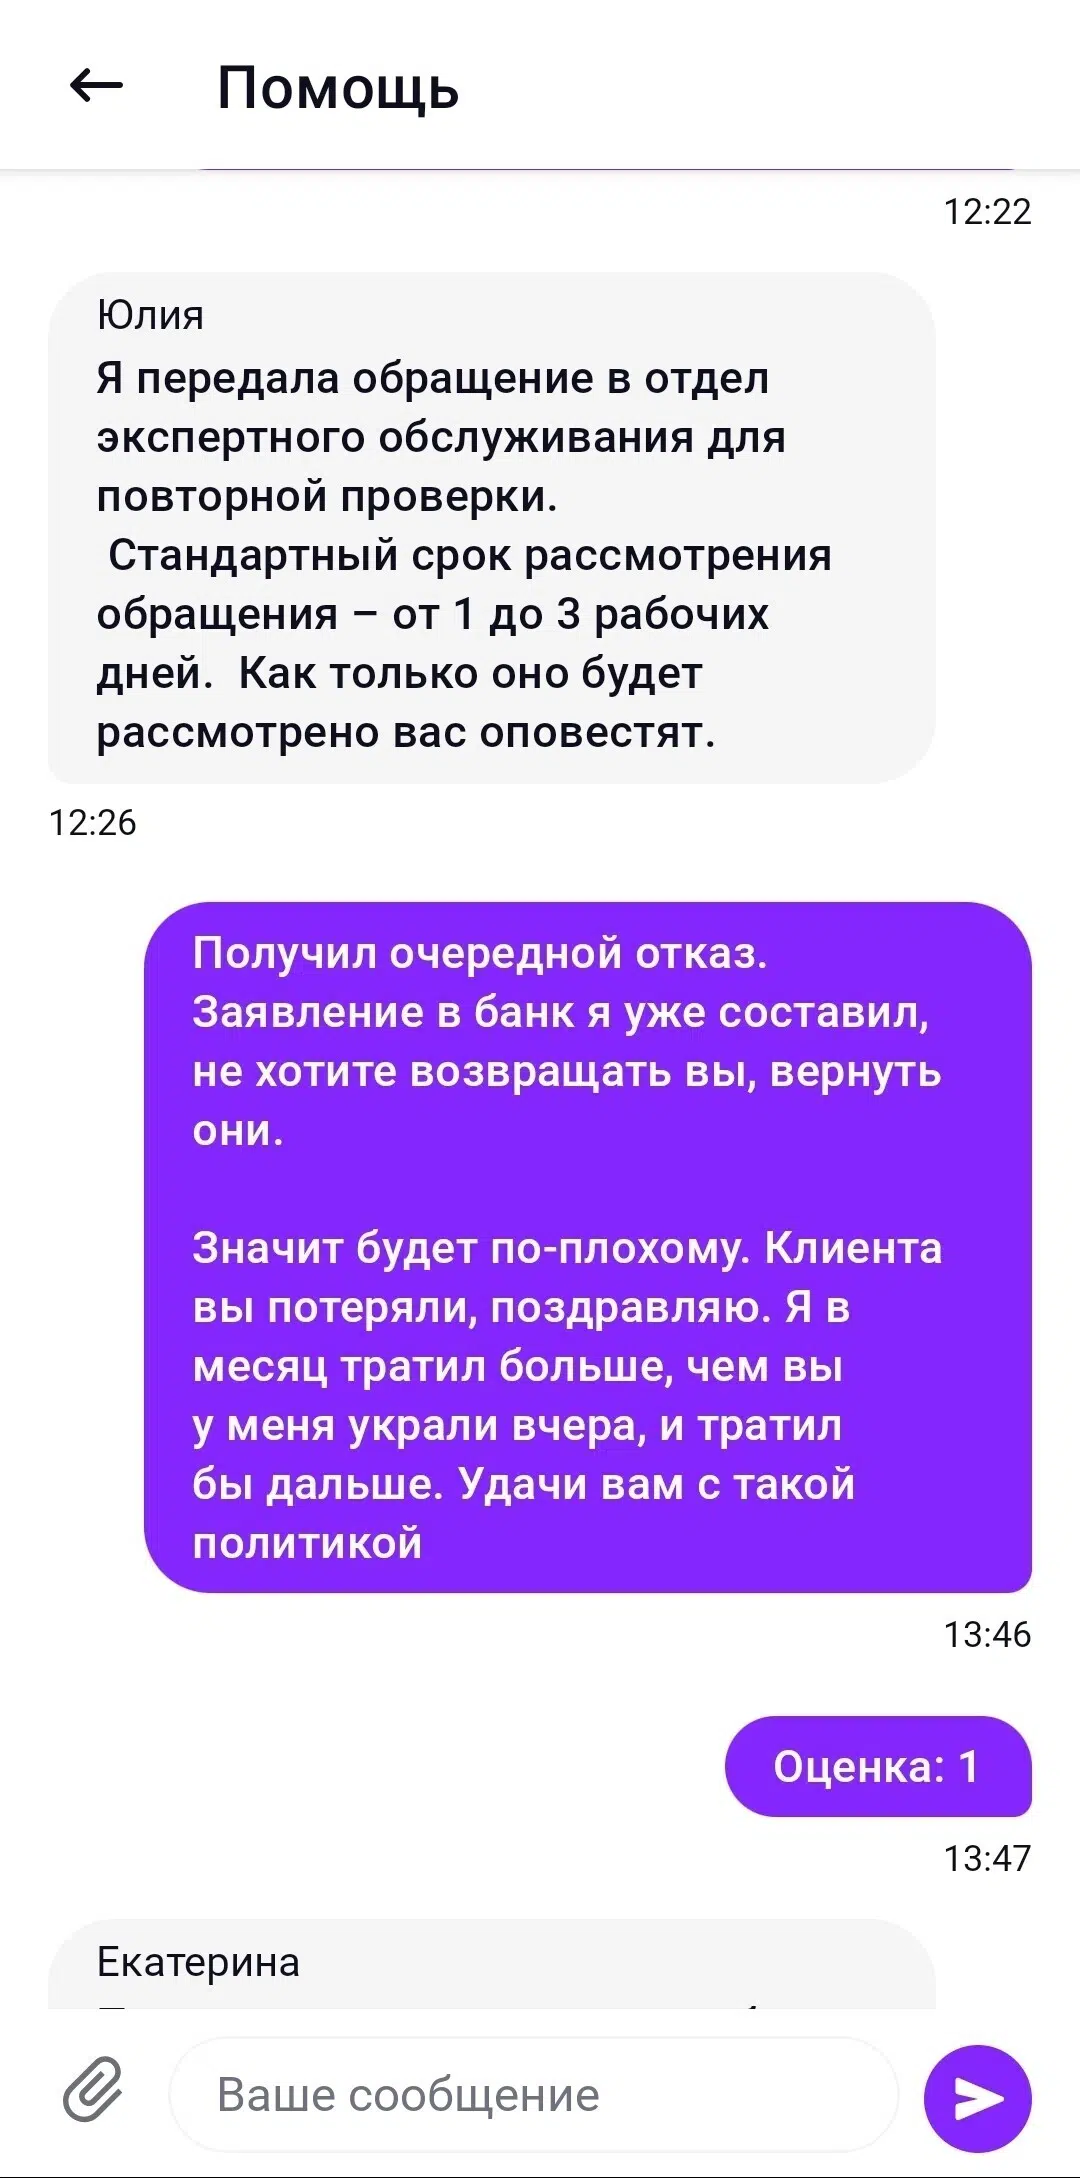 Помощь
12:22
Юлия
Я передала обращение в отдел
экспертного обслуживания для
повторной проверки.
Стандартный срок рассмотрения
обращения – от 1 до 3 рабочих
дней.  Как только оно будет
рассмотрено вас оповестят.
12:26
Получил очередной отказ.
Заявление в банк я уже составил,
не хотите возвращать вы, вернуть
они.
Значит будет по-плохому. Клиента
вы потеряли, поздравляю. Я в
месяц тратил больше, чем вы
у меня украли вчера, и тратил
бы дальше. Удачи вам с такой
политикой
13:46
Оценка: 1
13:47
Екатерина
Ваше сообщение